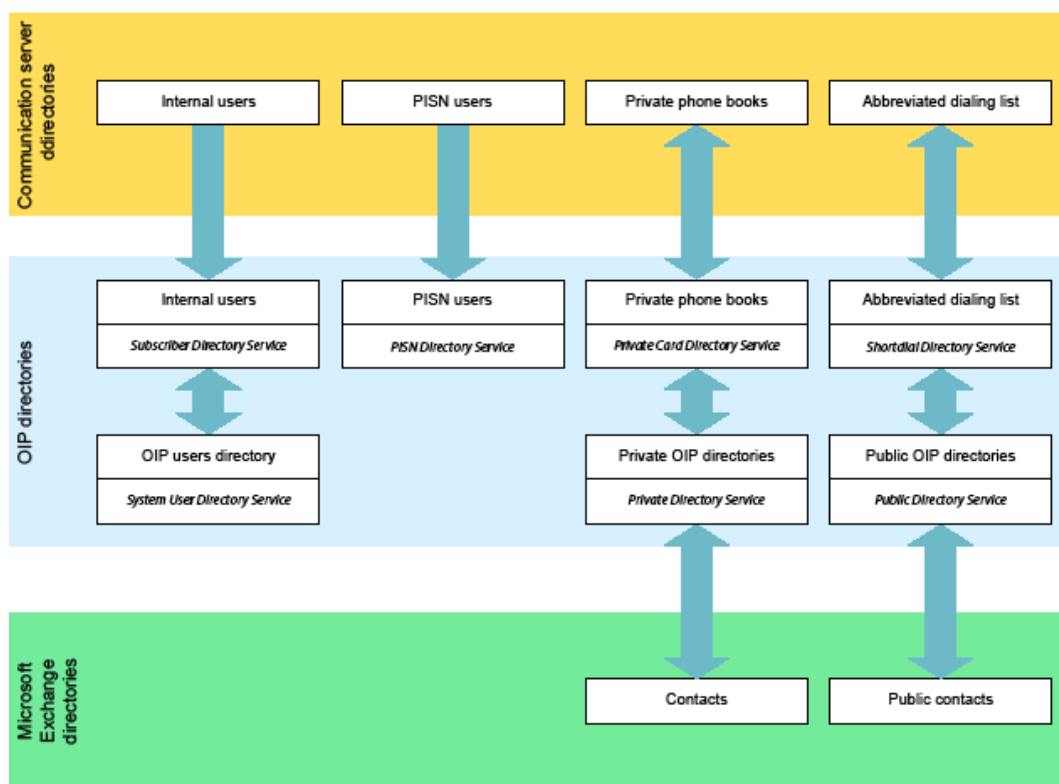 Communication server
ddirectories
Internal users
PISN users
Private phone books
Abbreviated dialing list
OIP directories
Internal users
PISN users
Private phone books
Abbreviated dialing list
Subscriber Directory Service
PISN Directory Service
Private Card Directory Service
Shortdial Directory Service
OIP users directory
Private OIP directories
Public OIP directories
System User Directory Service
Private Directory Service
Public Directory Service
Microsoft
Exchange
directories
Contacts
Public contacts